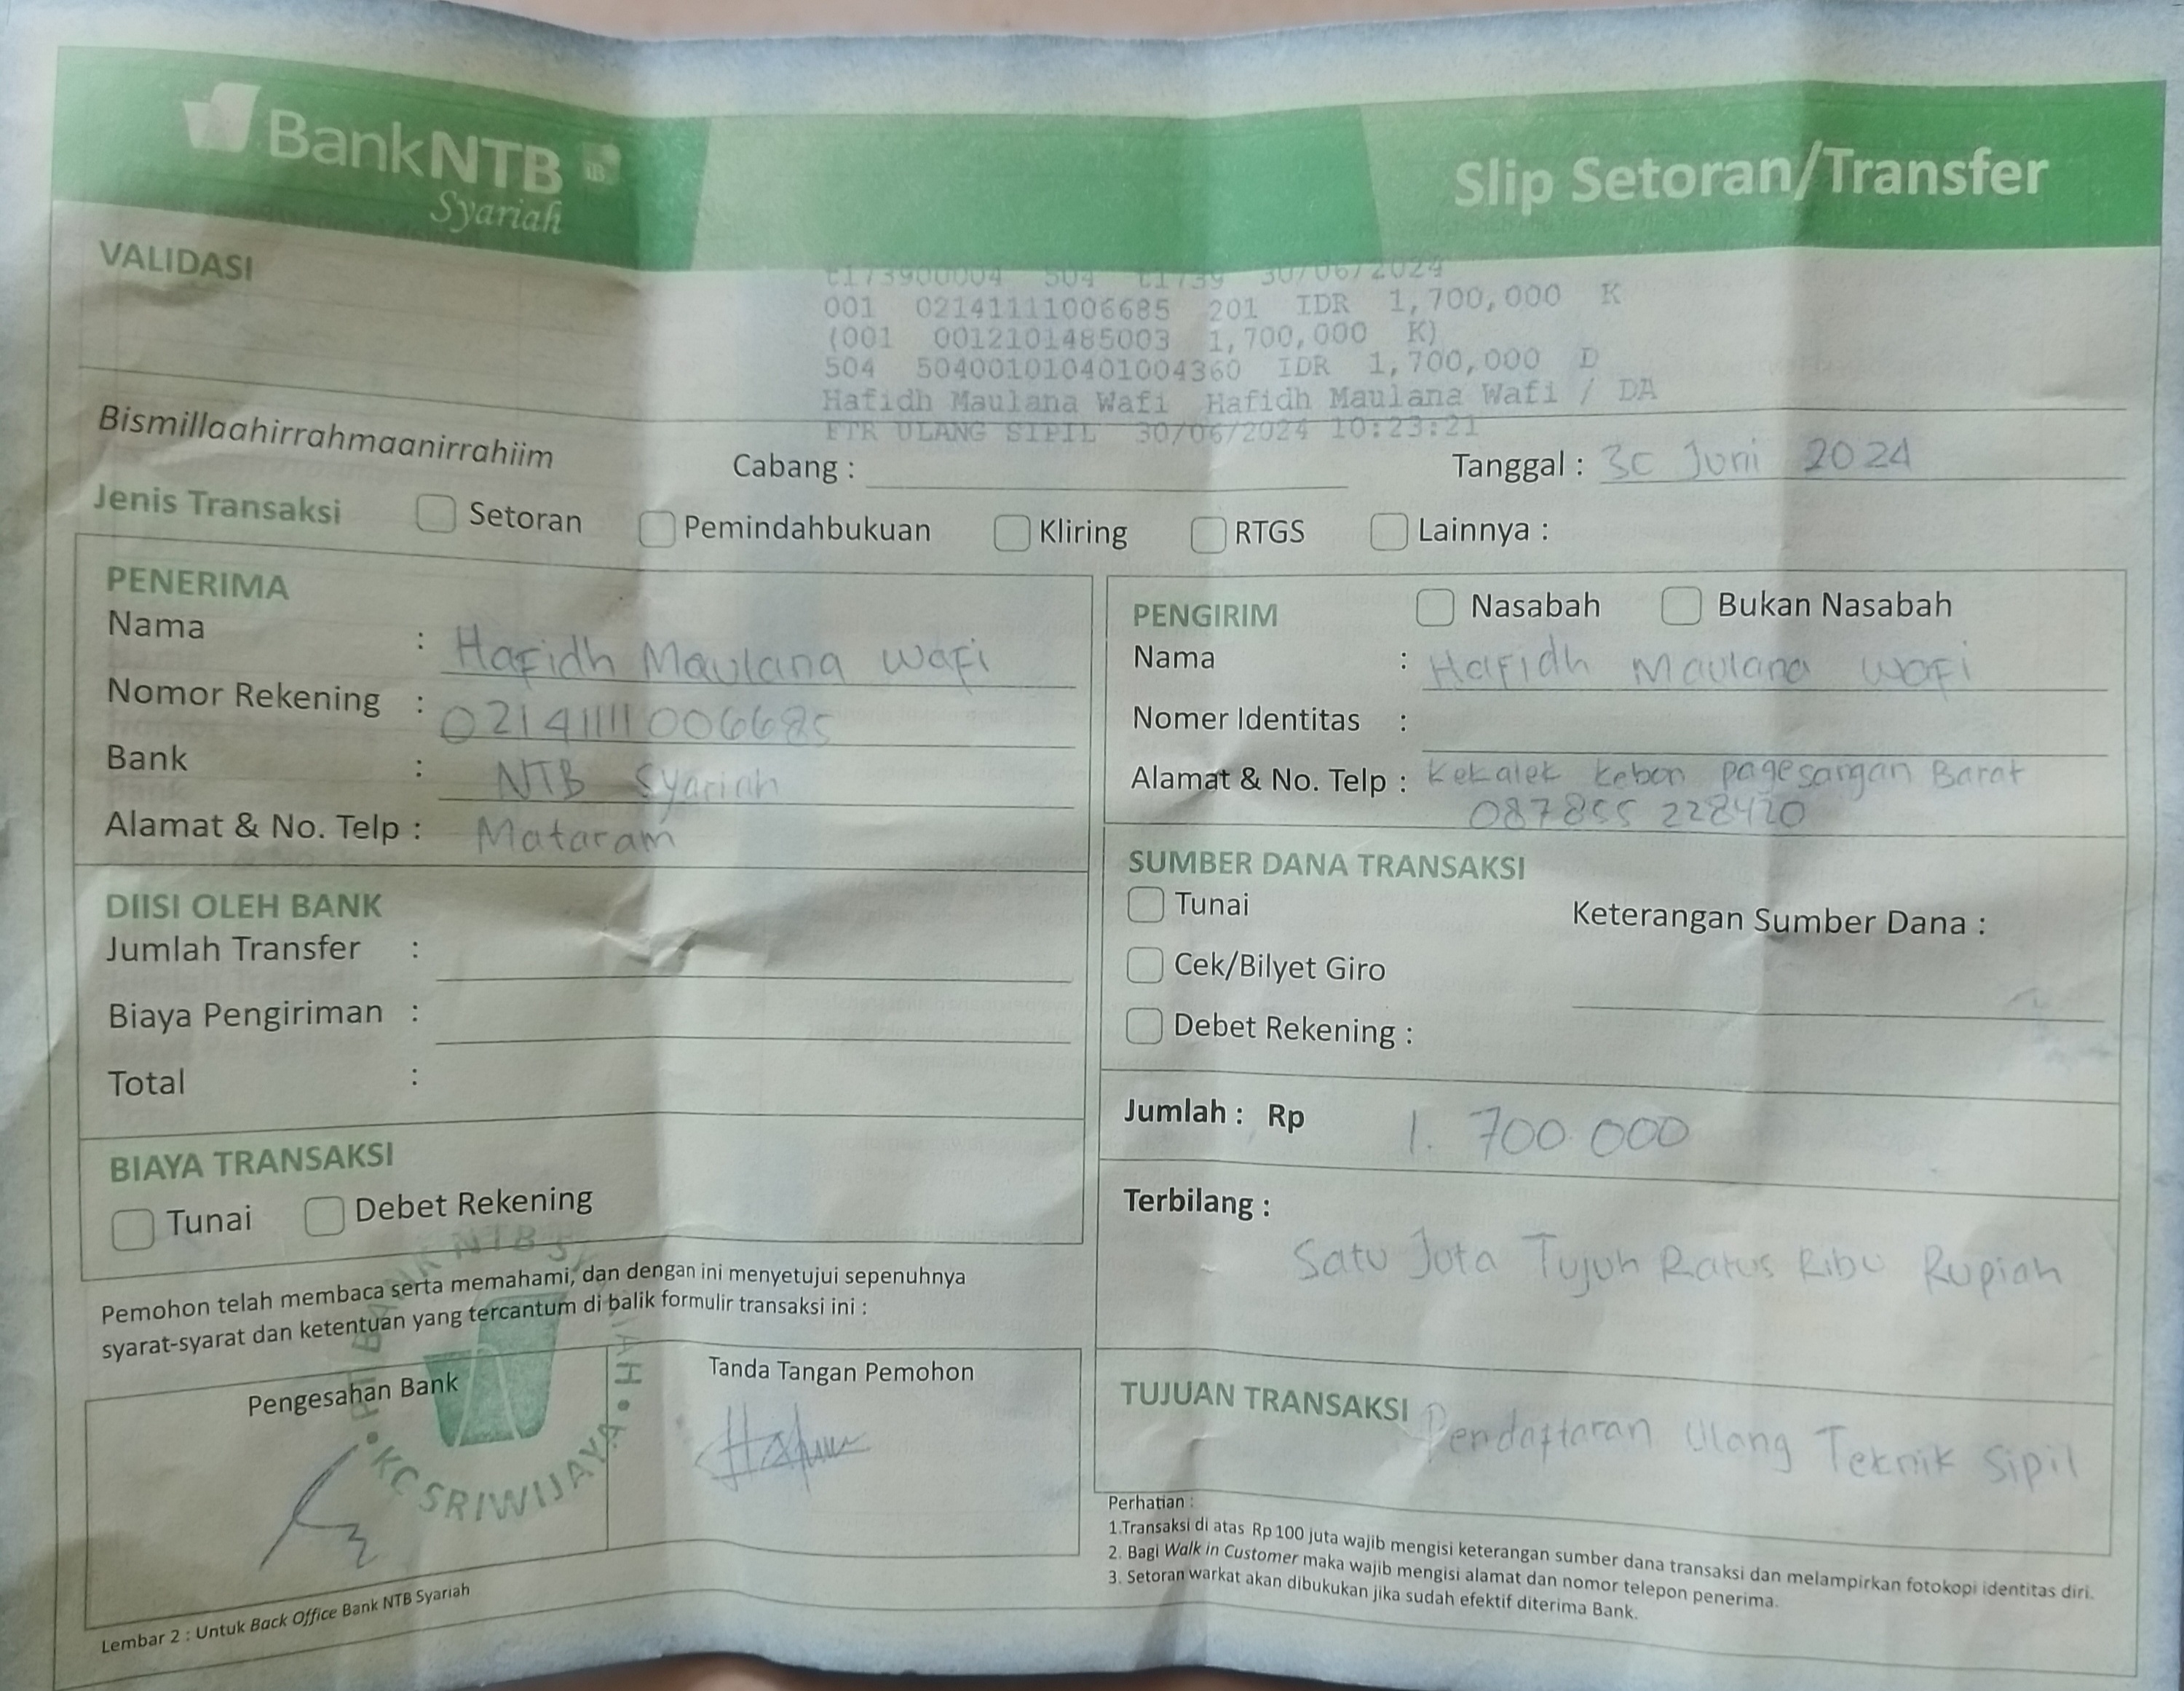 BankNTB
Syariah
Slip Setoran/Transfer
VALIDASI
t173900004 504 t1739 30/06/2024
001 02141111006685 201 IDR 1,700,000 K
(001 0012101485003 1,700,000 K)
504 504001010401004360 IDR 1,700,000 D
Hafidh Maulana Wafi Hafidh Maulana Wafi / DA
FTR ULANG SIPIL 30/06/2024 10:23:21
Bismillaahirrahmaanirrahiim
Cabang :
Tanggal : 30 Juni 2024
Jenis Transaksi Setoran Pemindahbukuan Kliring RTGS Lainnya :
PENERIMA
Nama : Hafidh Maulana Wafi
Nomor Rekening : 02141111006685
Bank : NTB Syariah
Alamat & No. Telp : Mataram
PENGIRIM Nasabah Bukan Nasabah
Nama : Hafidh Maulana Wafi
Nomer Identitas :
Alamat & No. Telp : Kekalek kebon pagesangan Barat
087855 228420
DIISI OLEH BANK
Jumlah Transfer :
Biaya Pengiriman :
Total :
SUMBER DANA TRANSAKSI
Tunai
Keterangan Sumber Dana :
Cek/Bilyet Giro
Debet Rekening :
Jumlah : Rp 1. 700.000
BIAYA TRANSAKSI
Tunai Debet Rekening
Terbilang :
Satu Juta Tujuh Ratus Ribu Rupiah
Pemohon telah membaca serta memahami, dan dengan ini menyetujui sepenuhnya
syarat-syarat dan ketentuan yang tercantum di balik formulir transaksi ini :
Pengesahan Bank
Tanda Tangan Pemohon
KC SRIWIJAYA
TUJUAN TRANSAKSI Pendaftaran Ulang Teknik Sipil
Perhatian :
1.Transaksi di atas Rp 100 juta wajib mengisi keterangan sumber dana transaksi dan melampirkan fotokopi identitas diri.
2. Bagi Walk in Customer maka wajib mengisi alamat dan nomor telepon penerima.
3. Setoran warkat akan dibukukan jika sudah efektif diterima Bank.
Lembar 2 : Untuk Back Office Bank NTB Syariah